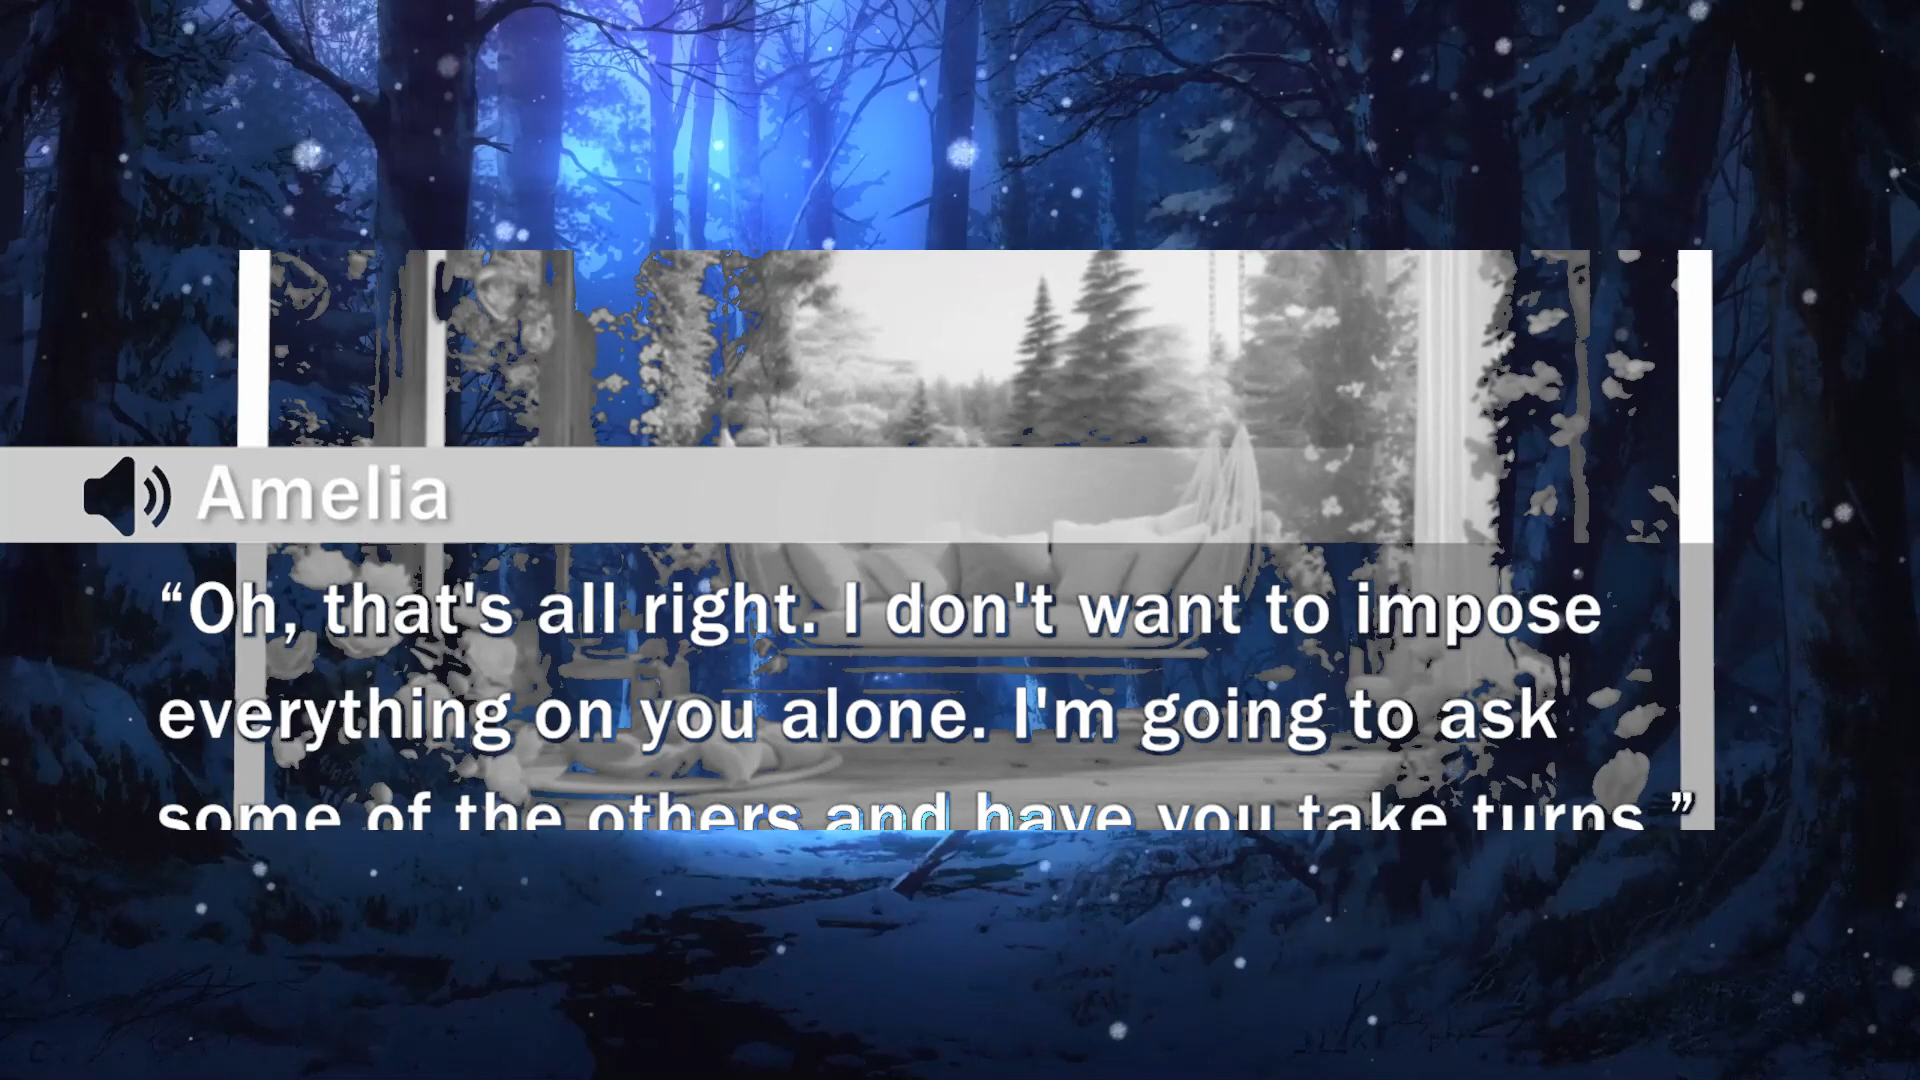 Amelia
“Oh, that's all right. I don't want to impose
everything on you alone. I'm going to ask
some of the others and have you take turns.”